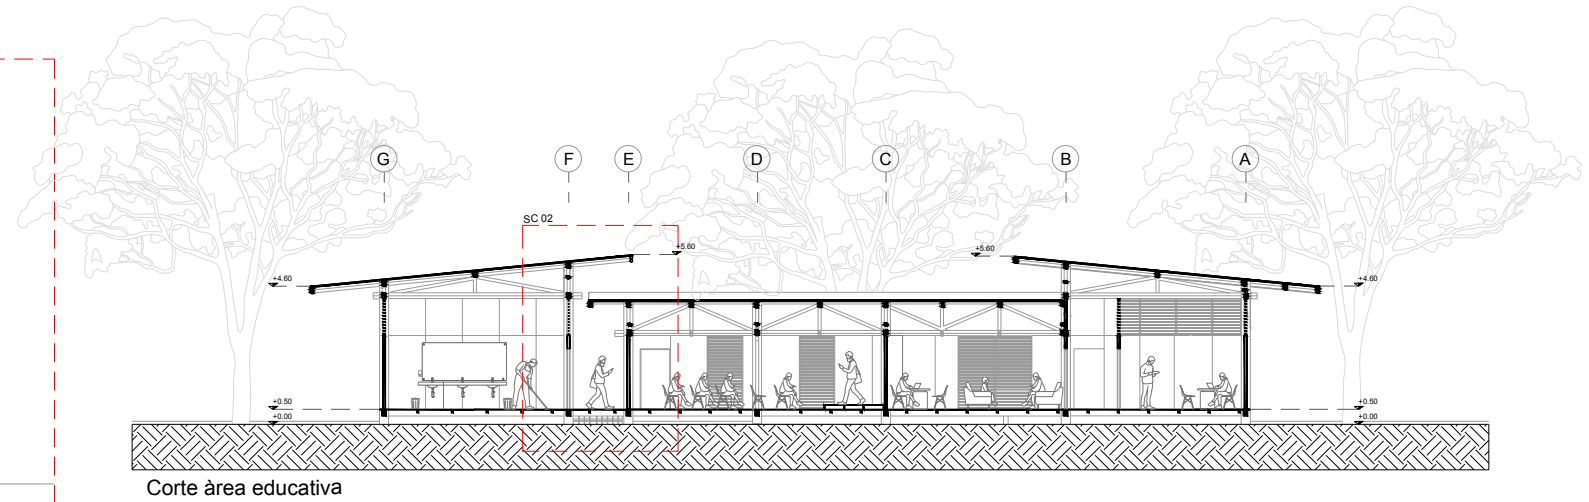 G F E D C B A
SC 02
+5.60 +5.60
+4.60 +4.60
+0.50 +0.50
+0.00 +0.00
Corte àrea educativa